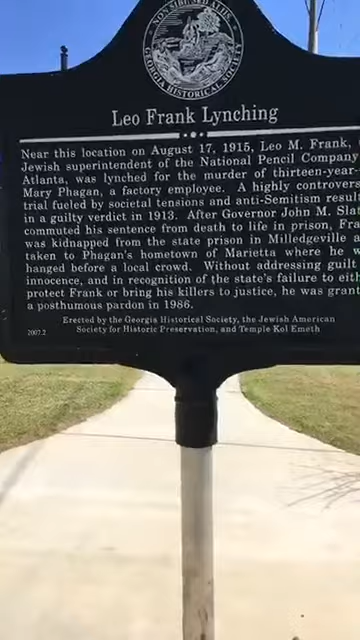 NON SIBI SED ALIIS
GEORGIA HISTORICAL SOCIETY
Leo Frank Lynching
Near this location on August 17, 1915, Leo M. Frank,
Jewish superintendent of the National Pencil Company
Atlanta, was lynched for the murder of thirteen-year-
Mary Phagan, a factory employee. A highly controvers
trial fueled by societal tensions and anti-Semitism resul
in a guilty verdict in 1913. After Governor John M. Sla
commuted his sentence from death to life in prison, Fra
was kidnapped from the state prison in Milledgeville a
taken to Phagan's hometown of Marietta where he w
hanged before a local crowd. Without addressing guilt
innocence, and in recognition of the state's failure to eith
protect Frank or bring his killers to justice, he was grant
a posthumous pardon in 1986.
Erected by the Georgia Historical Society, the Jewish American
Society for Historic Preservation, and Temple Kol Emeth
2007.2